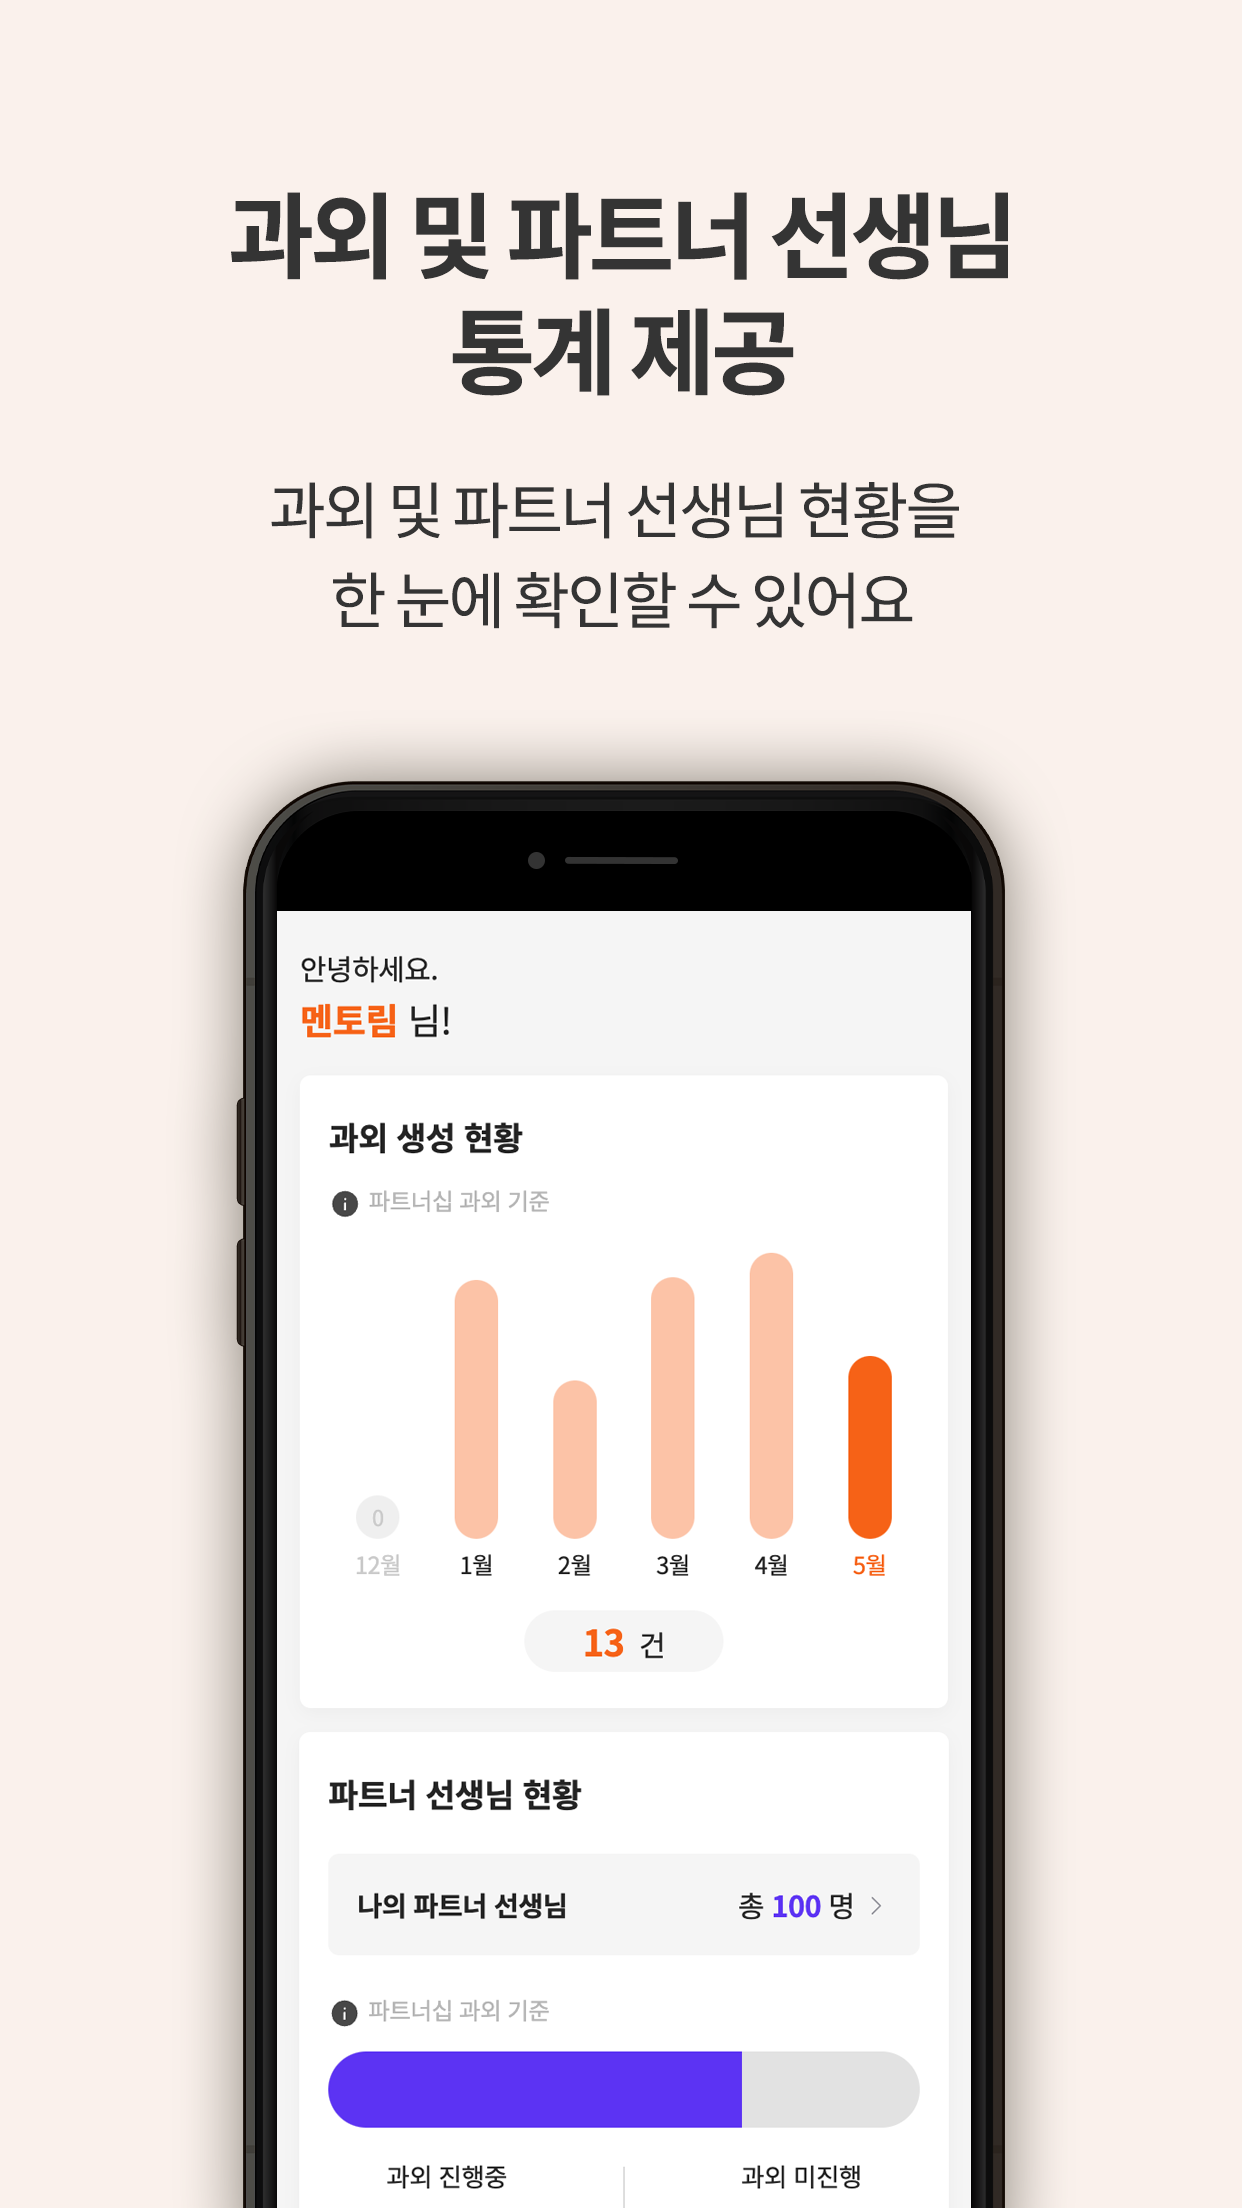 과외 및 파트너 선생님
통계 제공
과외 및 파트너 선생님 현황을
한 눈에 확인할 수 있어요
안녕하세요.
멘토림 님!
과외 생성 현황
파트너십 과외 기준
0
12월 1월 2월 3월 4월 5월
13 건
파트너 선생님 현황
나의 파트너 선생님 총 100 명
파트너십 과외 기준
과외 진행중 과외 미진행